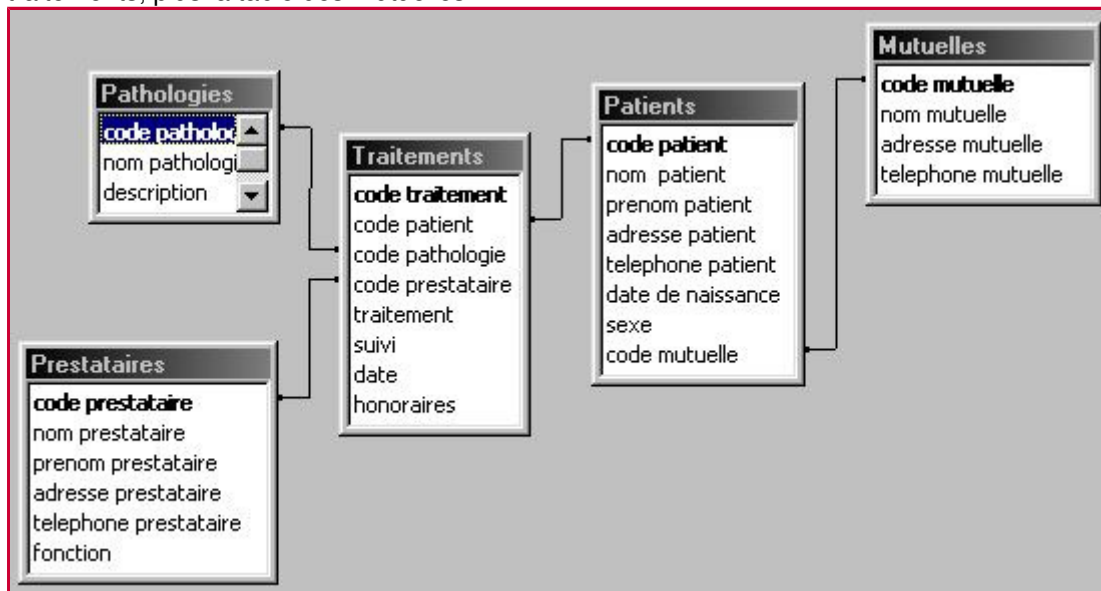 Pathologies
code patholog
nom pathologi
description
Traitements
code traitement
code patient
code pathologie
code prestataire
traitement
suivi
date
honoraires
Patients
code patient
nom patient
prenom patient
adresse patient
telephone patient
date de naissance
sexe
code mutuelle
Mutuelles
code mutuelle
nom mutuelle
adresse mutuelle
telephone mutuelle
Prestataires
code prestataire
nom prestataire
prenom prestataire
adresse prestataire
telephone prestataire
fonction